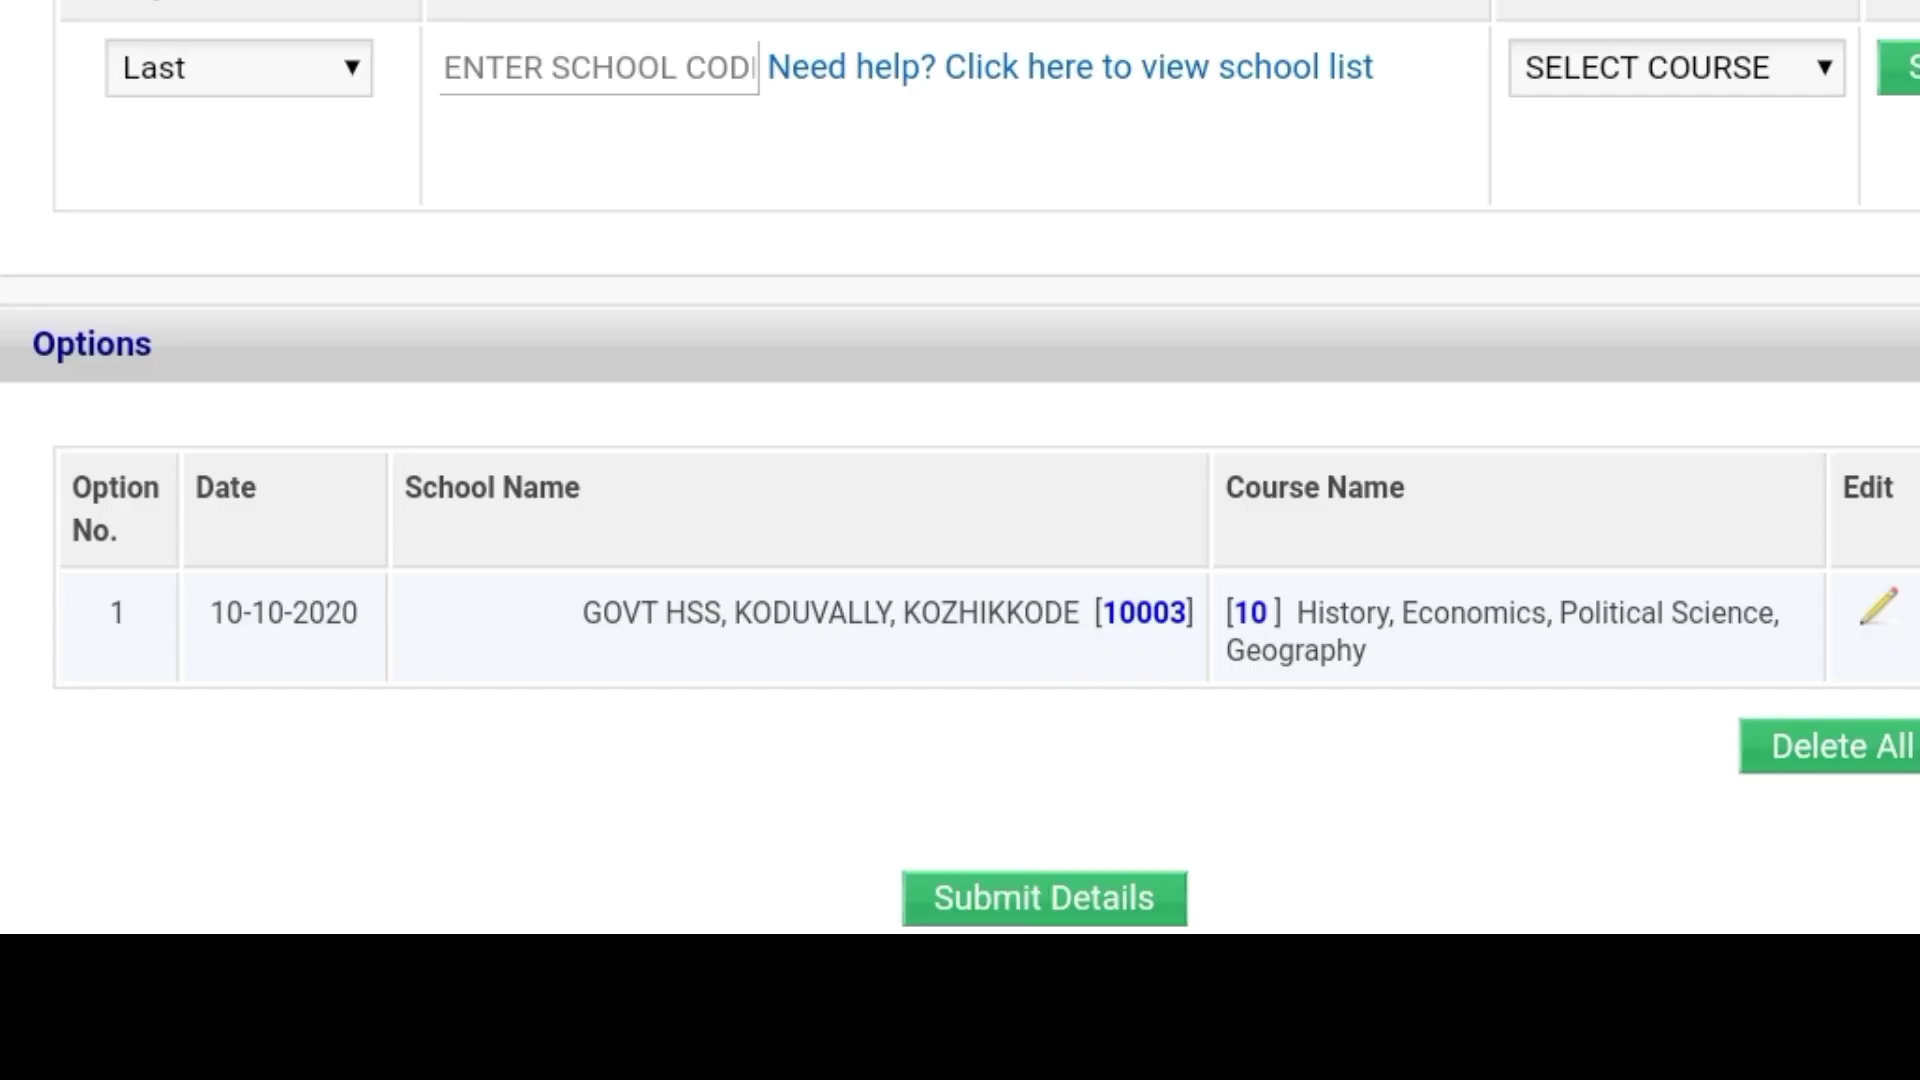 Last
ENTER SCHOOL COD
Need help? Click here to view school list
SELECT COURSE
Options
Option No.
Date
School Name
Course Name
Edit
1
10-10-2020
GOVT HSS, KODUVALLY, KOZHIKKODE [10003]
[10 ] History, Economics, Political Science,
Geography
Delete All
Submit Details